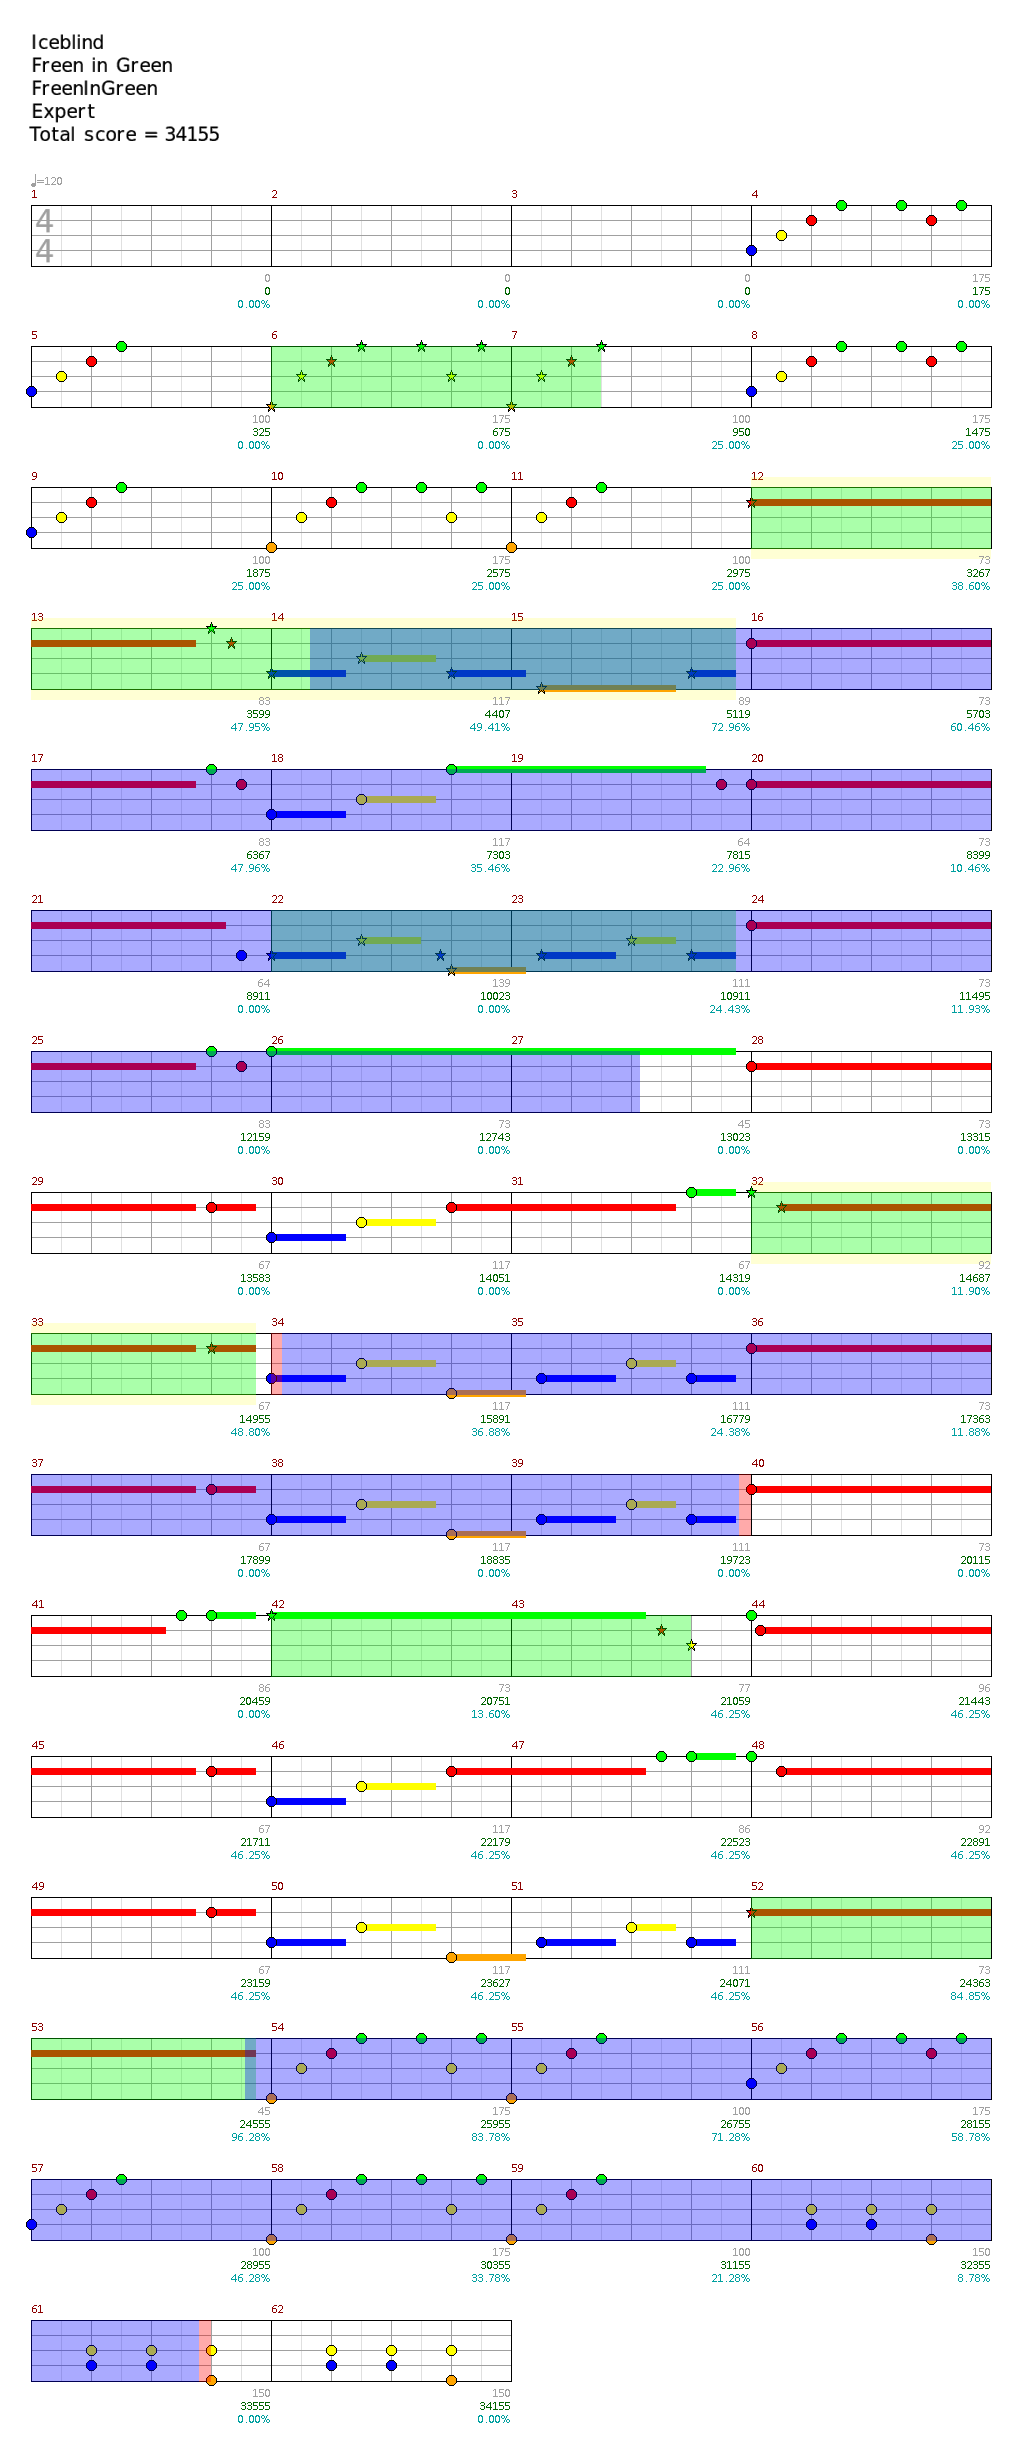 Iceblind
Freen in Green
FreenInGreen
Expert
Total score = 34155
♩=120
1 2 3 4
4
4
0 0 0 175
0 0 0 175
0.00% 0.00% 0.00% 0.00%
5 6 7 8
100 175 100 175
325 675 950 1475
0.00% 0.00% 25.00% 25.00%
9 10 11 12
100 175 100 73
1875 2575 2975 3267
25.00% 25.00% 25.00% 38.60%
13 14 15 16
83 117 89 73
3599 4407 5119 5703
47.95% 49.41% 72.96% 60.46%
17 18 19 20
83 117 64 73
6367 7303 7815 8399
47.96% 35.46% 22.96% 10.46%
21 22 23 24
64 139 111 73
8911 10023 10911 11495
0.00% 0.00% 24.43% 11.93%
25 26 27 28
83 73 45 73
12159 12743 13023 13315
0.00% 0.00% 0.00% 0.00%
29 30 31 32
67 117 67 92
13583 14051 14319 14687
0.00% 0.00% 0.00% 11.90%
33 34 35 36
67 117 111 73
14955 15891 16779 17363
48.80% 36.88% 24.38% 11.88%
37 38 39 40
67 117 111 73
17899 18835 19723 20115
0.00% 0.00% 0.00% 0.00%
41 42 43 44
86 73 77 96
20459 20751 21059 21443
0.00% 13.60% 46.25% 46.25%
45 46 47 48
67 117 86 92
21711 22179 22523 22891
46.25% 46.25% 46.25% 46.25%
49 50 51 52
67 117 111 73
23159 23627 24071 24363
46.25% 46.25% 46.25% 84.85%
53 54 55 56
45 175 100 175
24555 25955 26755 28155
96.28% 83.78% 71.28% 58.78%
57 58 59 60
100 175 100 150
28955 30355 31155 32355
46.28% 33.78% 21.28% 8.78%
61 62
150 150
33555 34155
0.00% 0.00%